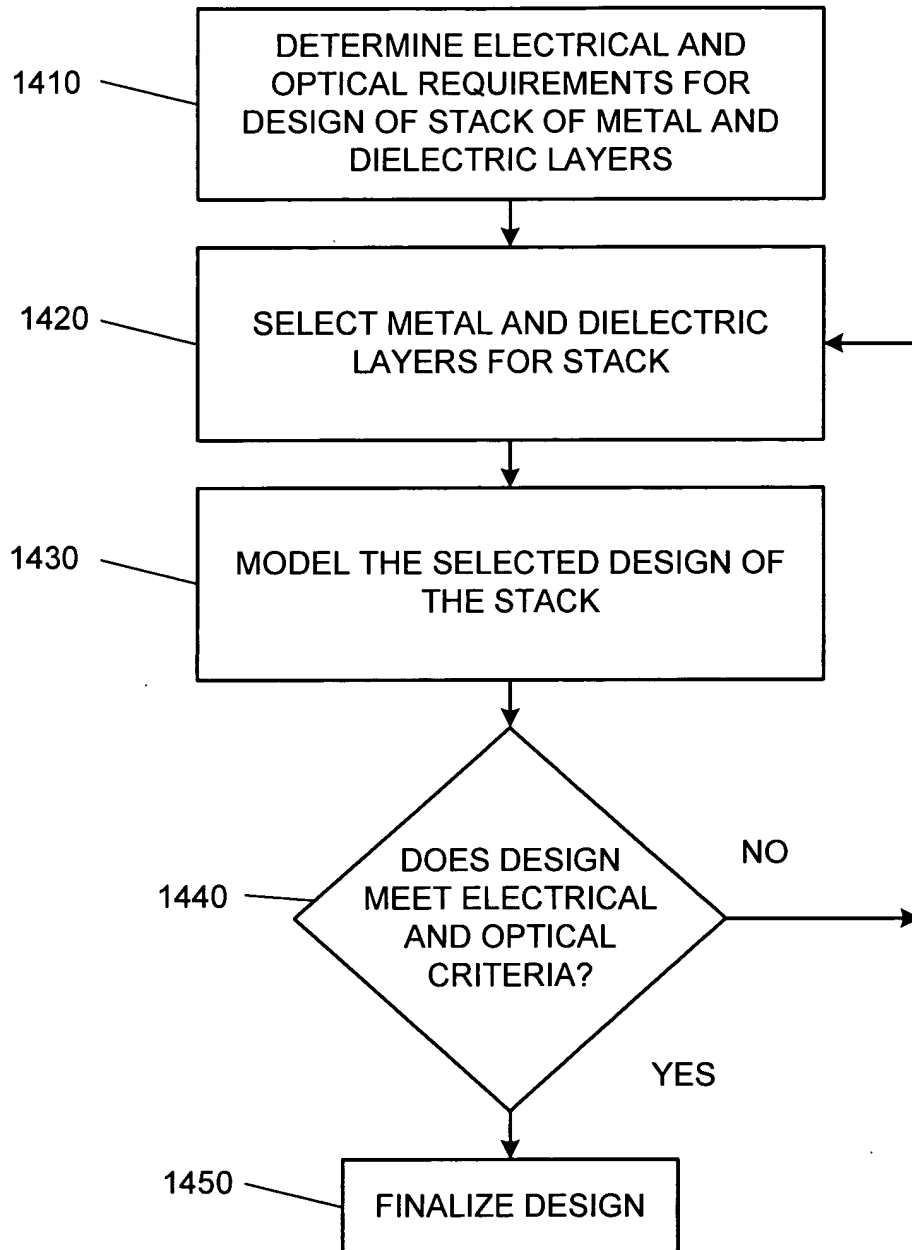 1410
DETERMINE ELECTRICAL AND
OPTICAL REQUIREMENTS FOR
DESIGN OF STACK OF METAL AND
DIELECTRIC LAYERS
1420
SELECT METAL AND DIELECTRIC
LAYERS FOR STACK
1430
MODEL THE SELECTED DESIGN OF
THE STACK
1440
DOES DESIGN
MEET ELECTRICAL
AND OPTICAL
CRITERIA?
NO
YES
1450
FINALIZE DESIGN